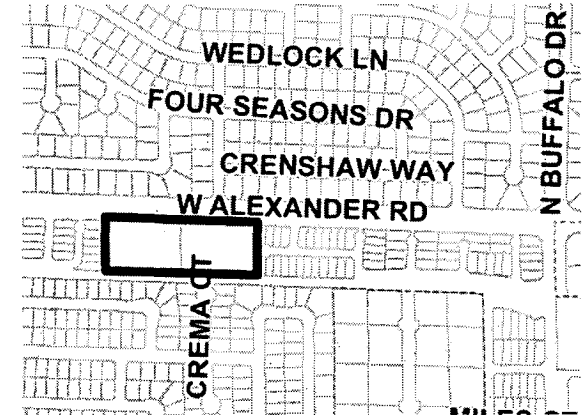 WEDLOCK LN
FOUR SEASONS DR
CRENSHAW WAY
W ALEXANDER RD
N BUFFALO DR
CREMA CT